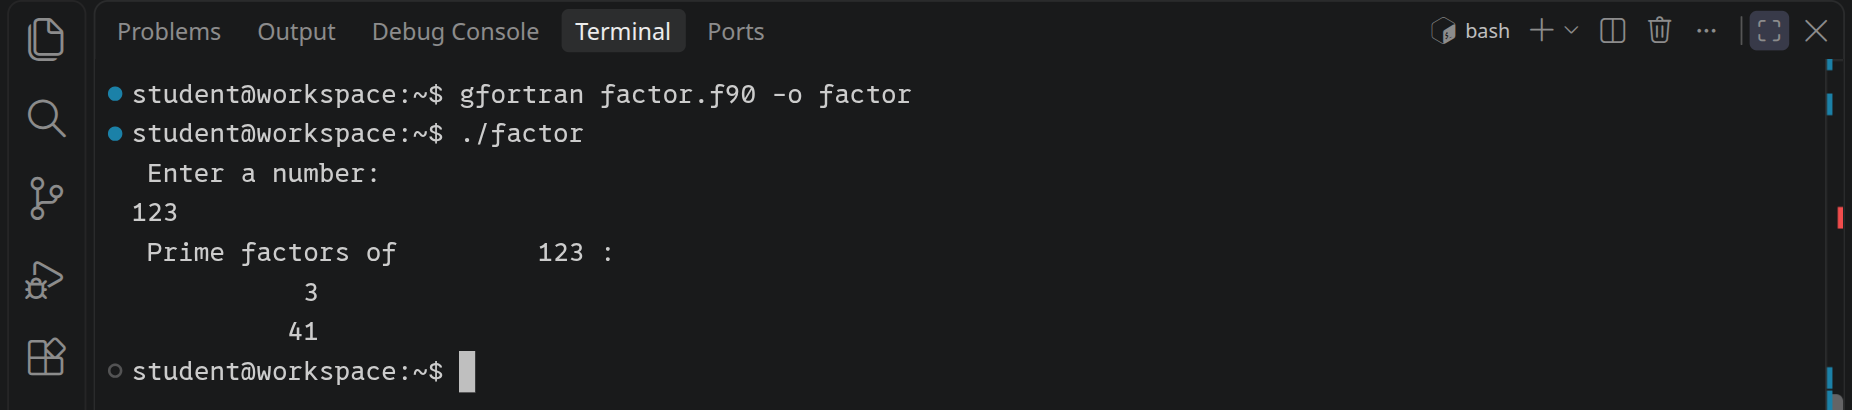 Problems Output Debug Console Terminal Ports bash
student@workspace:~$ gfortran factor.f90 -o factor
student@workspace:~$ ./factor
 Enter a number:
123
 Prime factors of         123 :
           3
          41
student@workspace:~$